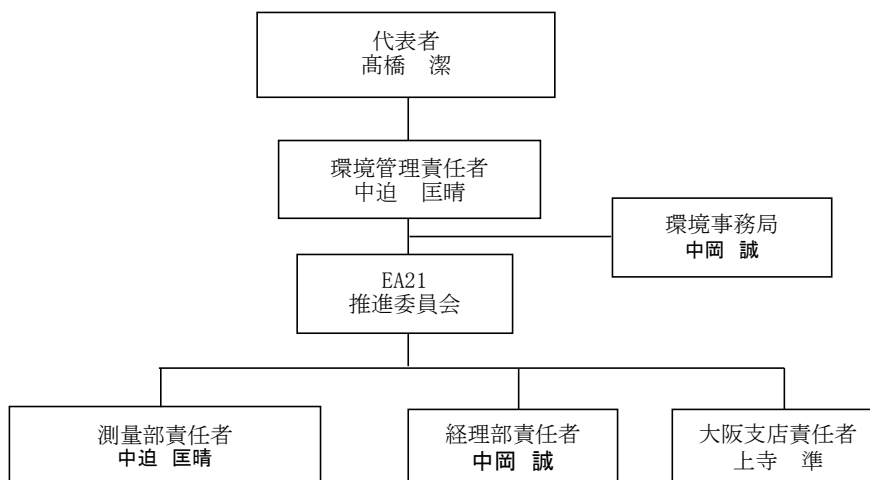 代表者
髙橋　潔
環境管理責任者
中迫　匡晴
環境事務局
中岡 誠
EA21
推進委員会
測量部責任者
中迫 匡晴
経理部責任者
中岡 誠
大阪支店責任者
上寺　準